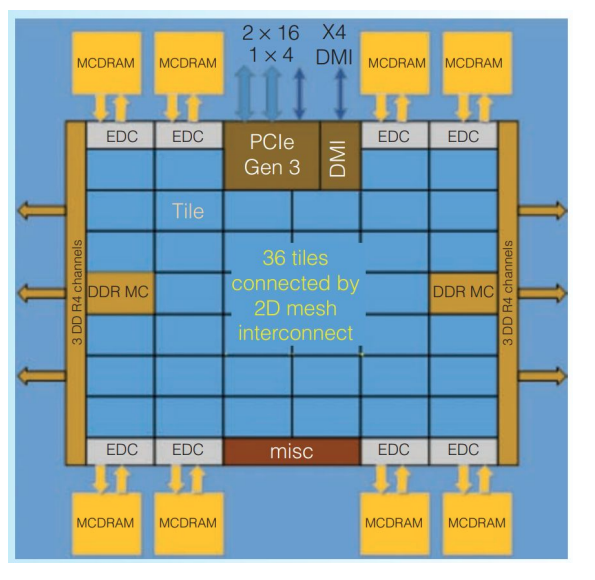 2 × 16 X4
1 × 4 DMI
MCDRAM MCDRAM MCDRAM MCDRAM
EDC EDC PCIe Gen 3 DMI EDC EDC
Tile
3 DD R4 channels
36 tiles
connected by
2D mesh
interconnect
DDR MC DDR MC
3 DD R4 channels
EDC EDC misc EDC EDC
MCDRAM MCDRAM MCDRAM MCDRAM